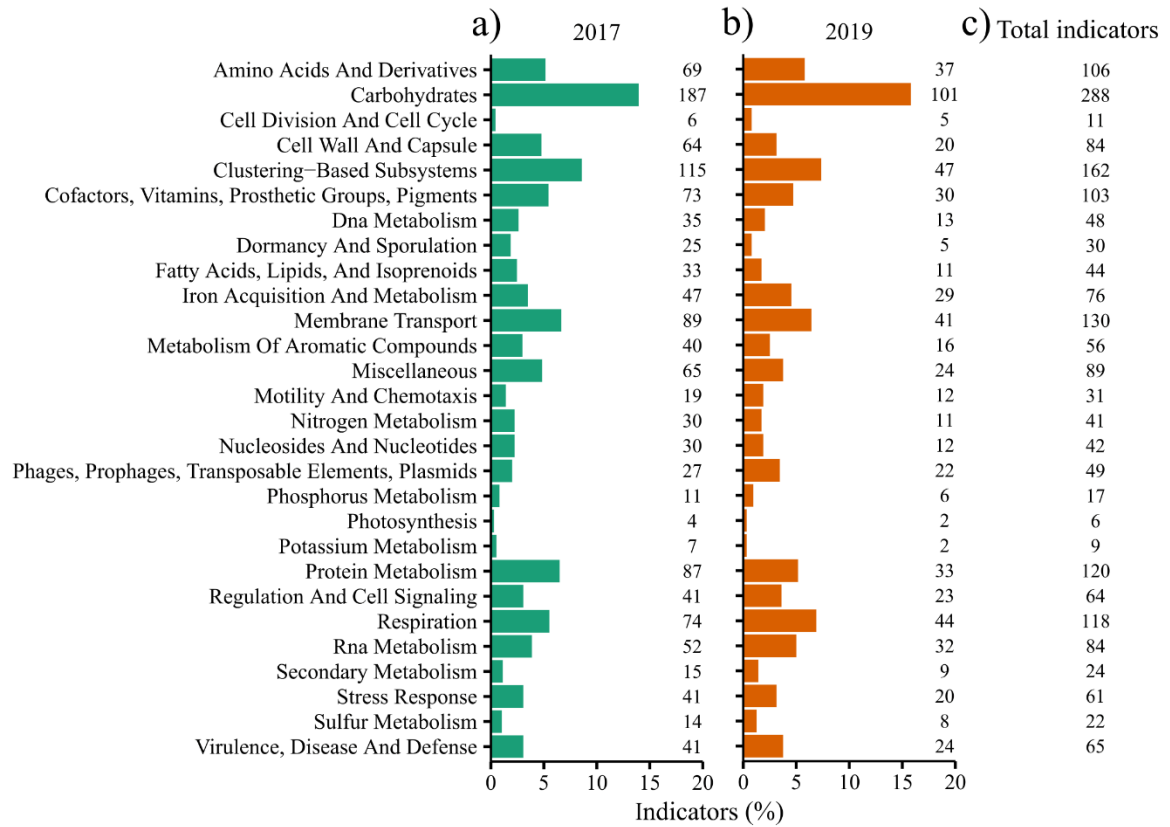 a) 2017 b) 2019 c) Total indicators
Amino Acids And Derivatives 69 37 106
Carbohydrates 187 101 288
Cell Division And Cell Cycle 6 5 11
Cell Wall And Capsule 64 20 84
Clustering−Based Subsystems 115 47 162
Cofactors, Vitamins, Prosthetic Groups, Pigments 73 30 103
Dna Metabolism 35 13 48
Dormancy And Sporulation 25 5 30
Fatty Acids, Lipids, And Isoprenoids 33 11 44
Iron Acquisition And Metabolism 47 29 76
Membrane Transport 89 41 130
Metabolism Of Aromatic Compounds 40 16 56
Miscellaneous 65 24 89
Motility And Chemotaxis 19 12 31
Nitrogen Metabolism 30 11 41
Nucleosides And Nucleotides 30 12 42
Phages, Prophages, Transposable Elements, Plasmids 27 22 49
Phosphorus Metabolism 11 6 17
Photosynthesis 4 2 6
Potassium Metabolism 7 2 9
Protein Metabolism 87 33 120
Regulation And Cell Signaling 41 23 64
Respiration 74 44 118
Rna Metabolism 52 32 84
Secondary Metabolism 15 9 24
Stress Response 41 20 61
Sulfur Metabolism 14 8 22
Virulence, Disease And Defense 41 24 65
0 5 10 15 20 0 5 10 15 20
Indicators (%)